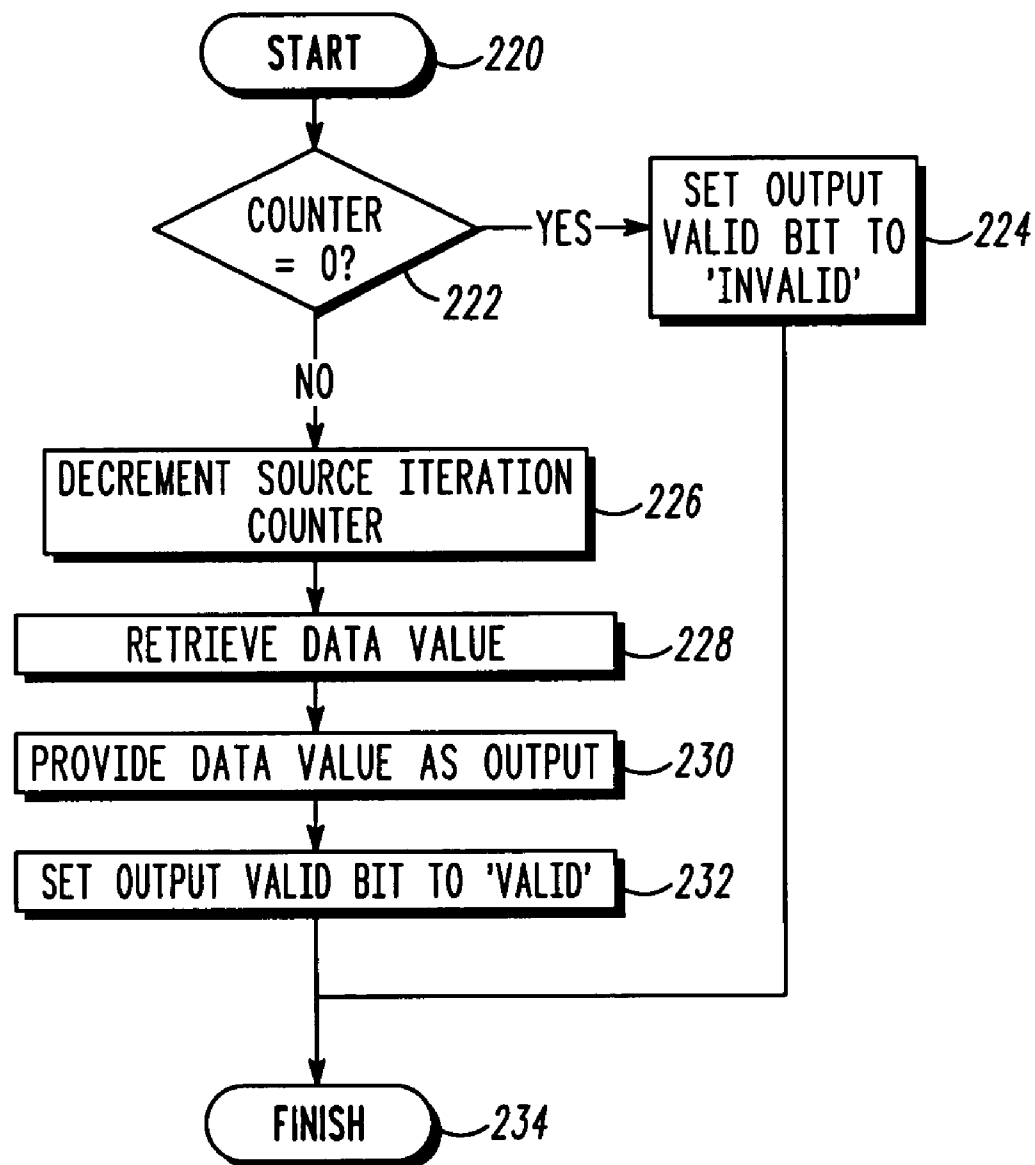 START
220
COUNTER
= 0?
222
YES
SET OUTPUT
VALID BIT TO
'INVALID'
224
NO
DECREMENT SOURCE ITERATION
COUNTER
226
RETRIEVE DATA VALUE
228
PROVIDE DATA VALUE AS OUTPUT
230
SET OUTPUT VALID BIT TO 'VALID'
232
FINISH
234